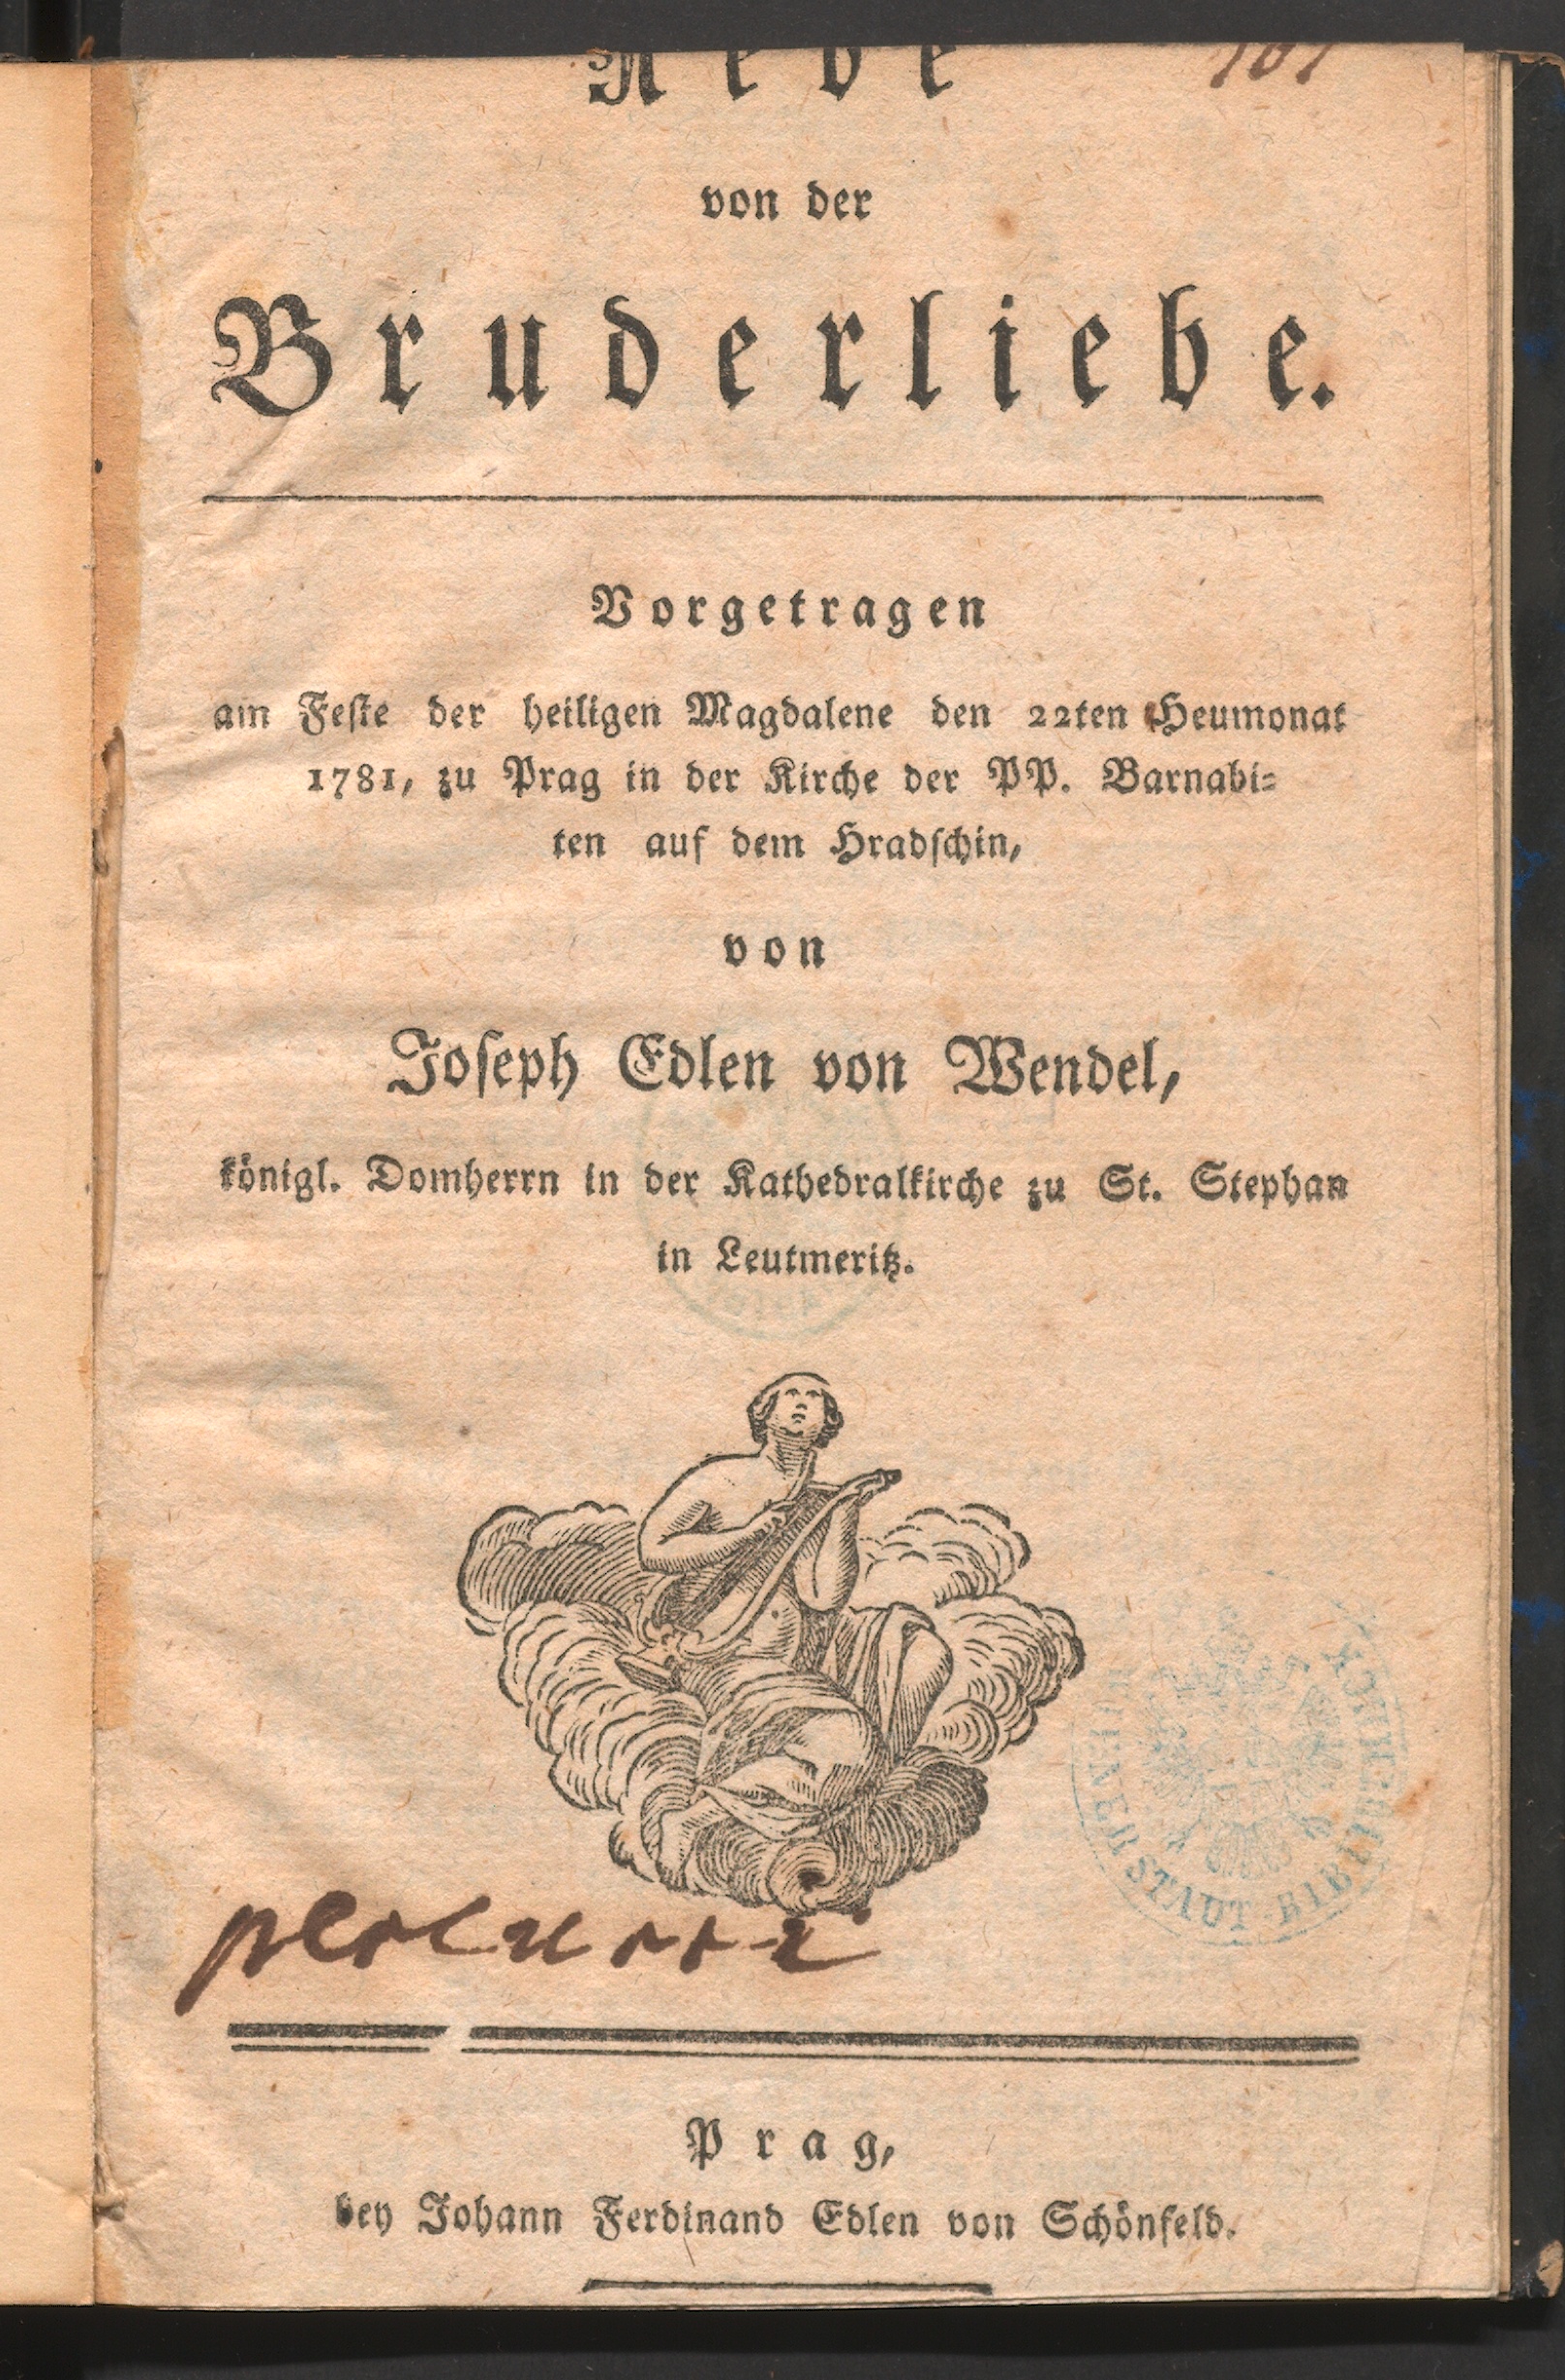 Rede
von der
Bruderliebe.
Vorgetragen
am Feste der heiligen Magdalene den 22ten Heumonat
1781, zu Prag in der Kirche der PP. Barnabi⸗
ten auf dem Hradschin,
von
Joseph Edlen von Wendel,
königl. Domherrn in der Kathedralkirche zu St. Stephan
in Leutmeritz.
Prag,
bey Johann Ferdinand Edlen von Schönfeld.